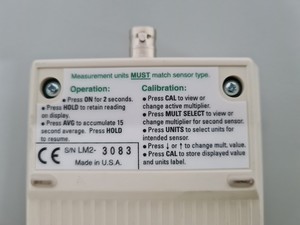 Measurement units MUST match sensor type.
Operation:
• Press ON for 2 seconds.
• Press HOLD to retain reading
on display.
• Press AVG to accumulate 15
second average. Press HOLD
to resume.
CE S/N LM2- 3083
Made in U.S.A.
Calibration:
• Press CAL to view or
change active multiplier.
• Press MULT SELECT to view or
change multiplier for second sensor.
• Press UNITS to select units for
intended sensor.
• Press ↓ or ↑ to change mult. value.
• Press CAL to store displayed value
and units label.